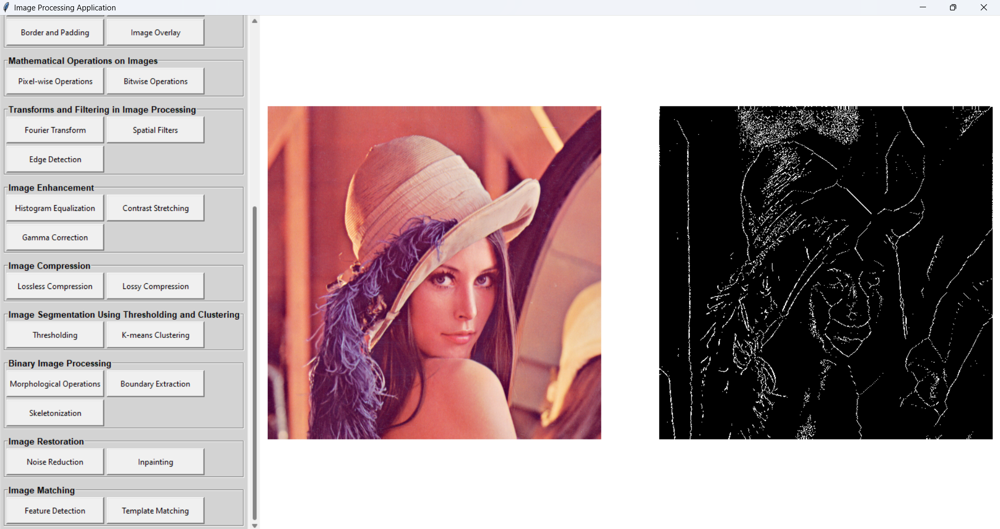 Image Processing Application
Border and Padding
Image Overlay
Mathematical Operations on Images
Pixel-wise Operations
Bitwise Operations
Transforms and Filtering in Image Processing
Fourier Transform
Spatial Filters
Edge Detection
Image Enhancement
Histogram Equalization
Contrast Stretching
Gamma Correction
Image Compression
Lossless Compression
Lossy Compression
Image Segmentation Using Thresholding and Clustering
Thresholding
K-means Clustering
Binary Image Processing
Morphological Operations
Boundary Extraction
Skeletonization
Image Restoration
Noise Reduction
Inpainting
Image Matching
Feature Detection
Template Matching